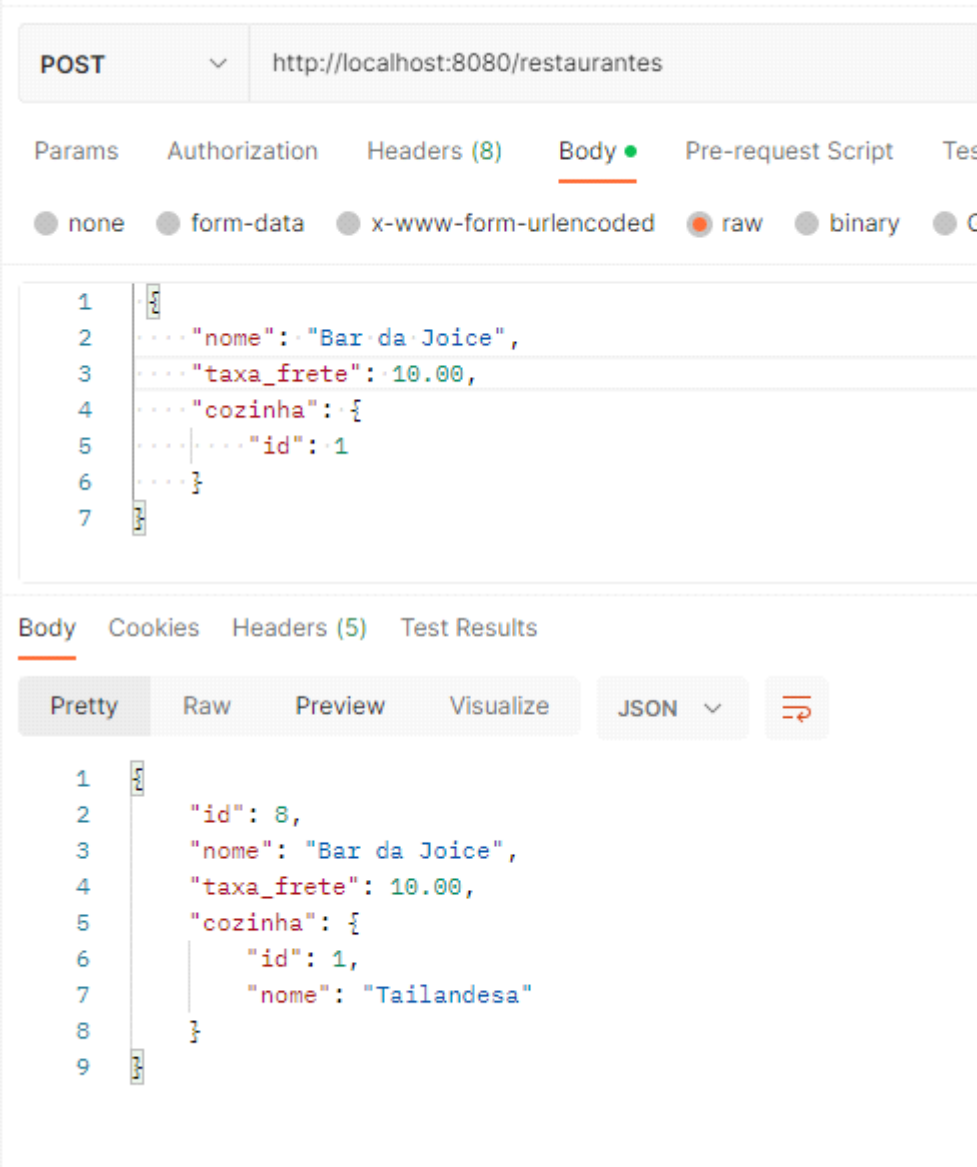 POST http://localhost:8080/restaurantes
Params Authorization Headers (8) Body Pre-request Script
none form-data x-www-form-urlencoded raw binary
1 {
2 "nome": "Bar da Joice",
3 "taxa_frete": 10.00,
4 "cozinha": {
5 "id": 1
6 }
7 }
Body Cookies Headers (5) Test Results
Pretty Raw Preview Visualize JSON
1 {
2 "id": 8,
3 "nome": "Bar da Joice",
4 "taxa_frete": 10.00,
5 "cozinha": {
6 "id": 1,
7 "nome": "Tailandesa"
8 }
9 }